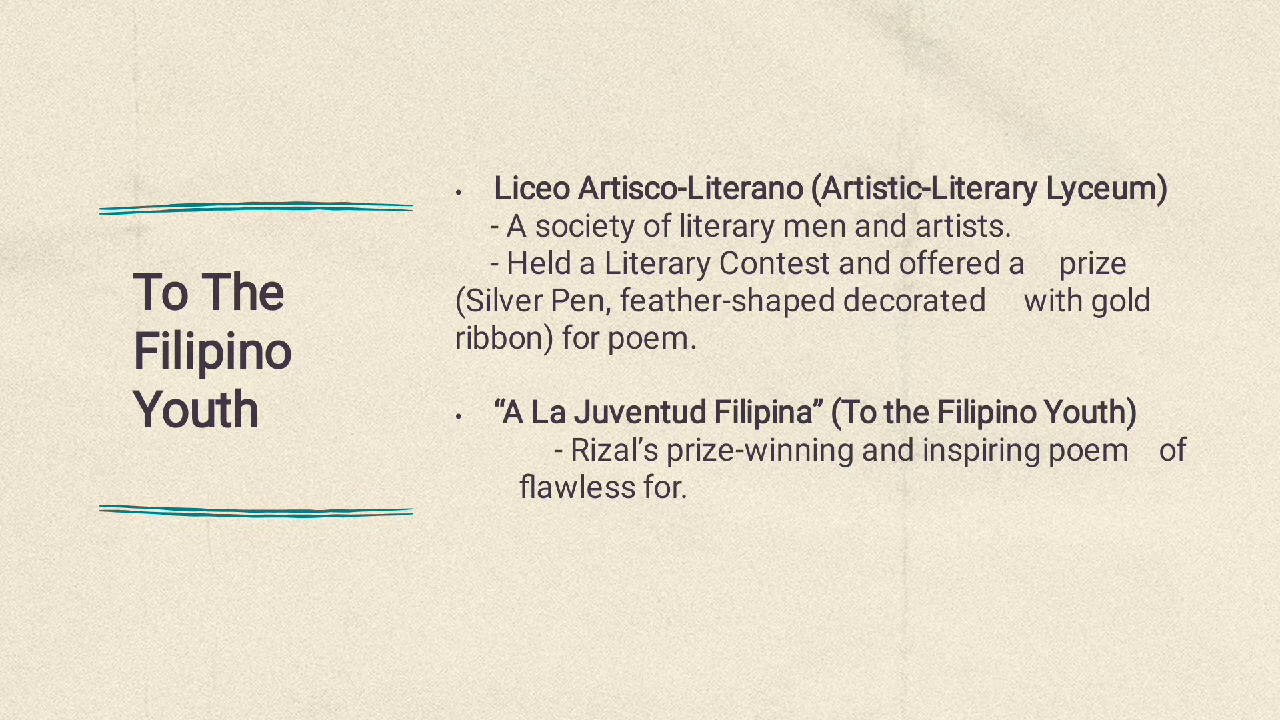 To The
Filipino
Youth
• Liceo Artisco-Literano (Artistic-Literary Lyceum)
- A society of literary men and artists.
- Held a Literary Contest and offered a prize
(Silver Pen, feather-shaped decorated with gold
ribbon) for poem.
• “A La Juventud Filipina” (To the Filipino Youth)
- Rizal’s prize-winning and inspiring poem of
flawless for.